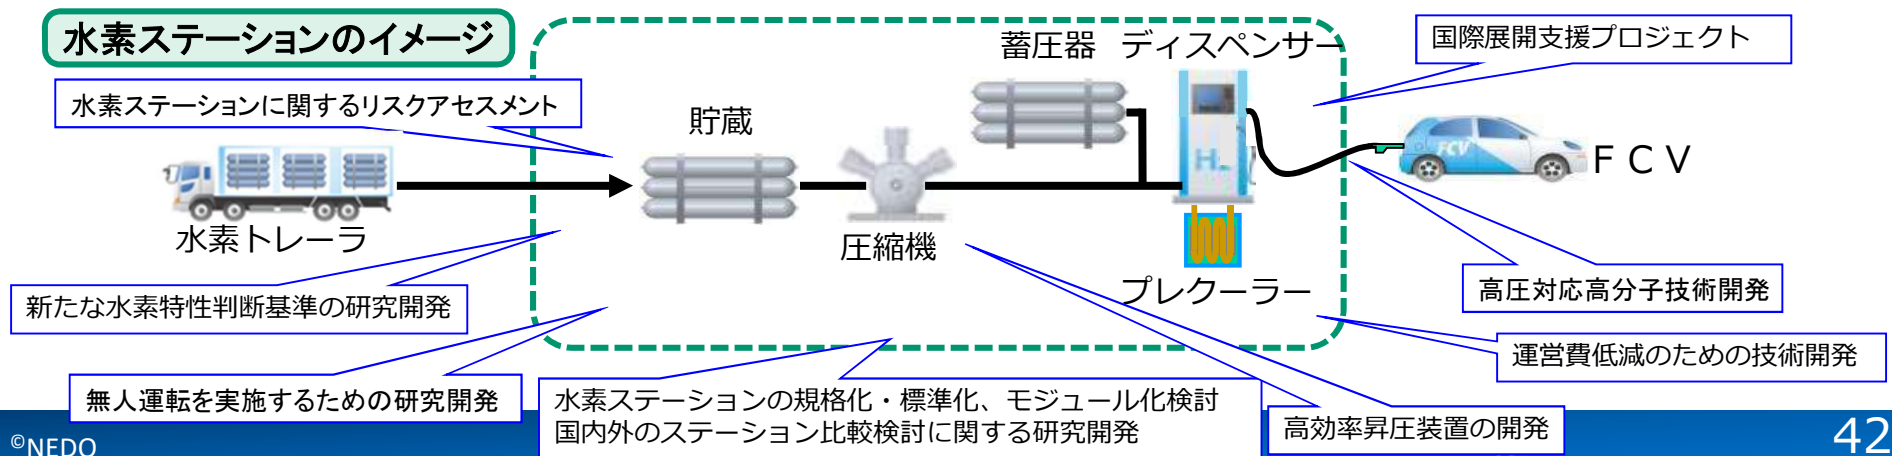 水素ステーションのイメージ
蓄圧器
ディスペンサー
国際展開支援プロジェクト
水素ステーションに関するリスクアセスメント
貯蔵
FCV
ＦＣＶ
H2
水素トレーラ
圧縮機
プレクーラー
高圧対応高分子技術開発
新たな水素特性判断基準の研究開発
運営費低減のための技術開発
無人運転を実施するための研究開発
水素ステーションの規格化・標準化、モジュール化検討
国内外のステーション比較検討に関する研究開発
高効率昇圧装置の開発
©NEDO
42